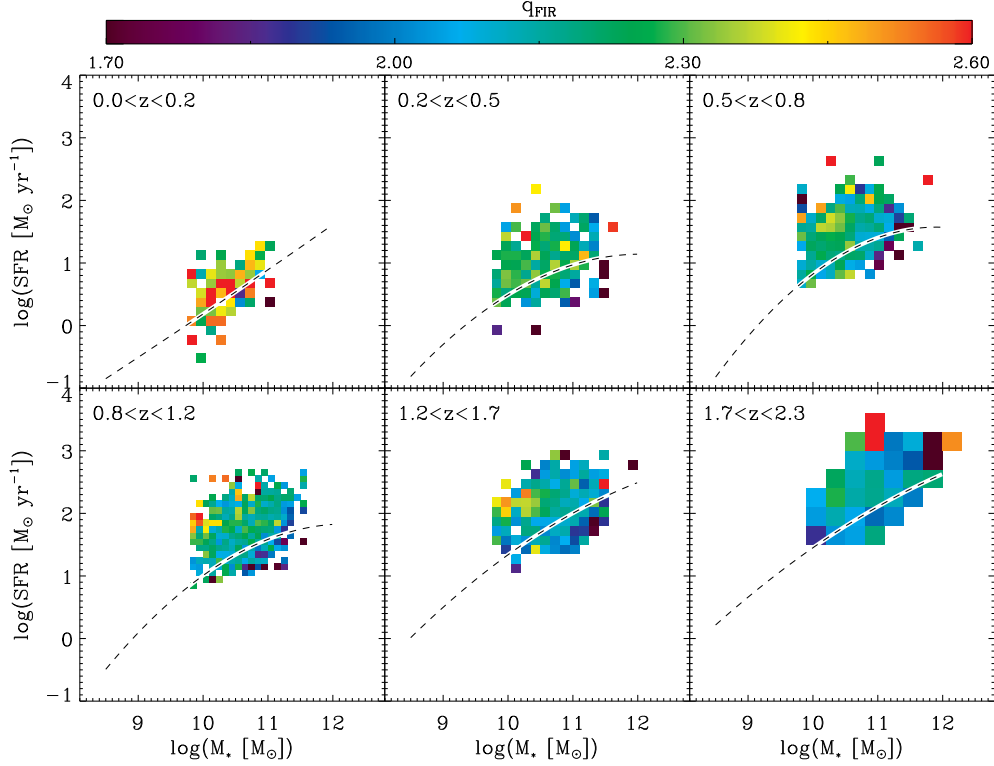 q_FIR
1.70 2.00 2.30 2.60
0.0<z<0.2 0.2<z<0.5 0.5<z<0.8
4
3
2
1
0
−1
log(SFR [M⊙ yr⁻¹])
0.8<z<1.2 1.2<z<1.7 1.7<z<2.3
4
3
2
1
0
−1
log(SFR [M⊙ yr⁻¹])
9 10 11 12 9 10 11 12 9 10 11 12
log(M* [M⊙]) log(M* [M⊙]) log(M* [M⊙])